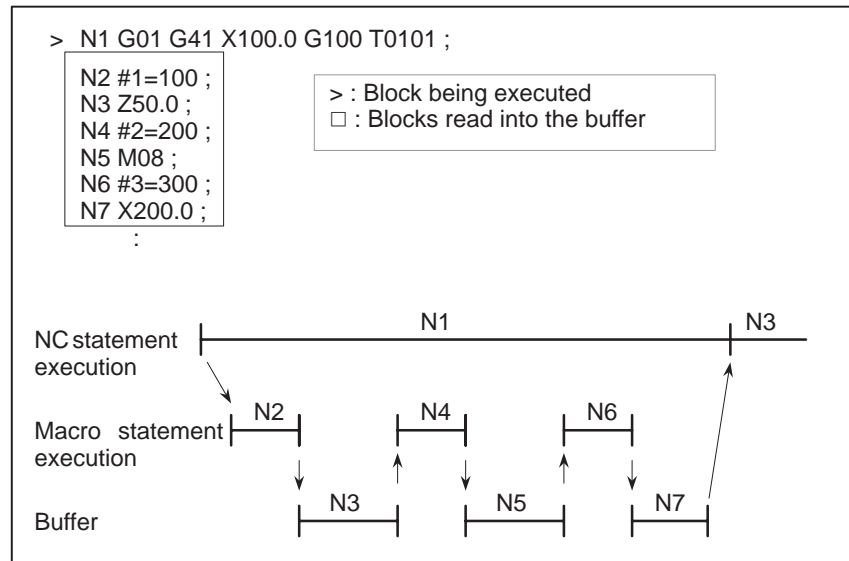 > N1 G01 G41 X100.0 G100 T0101 ;
N2 #1=100 ;
N3 Z50.0 ;
N4 #2=200 ;
N5 M08 ;
N6 #3=300 ;
N7 X200.0 ;
:
> : Block being executed
□ : Blocks read into the buffer
N1
N3
NC statement
execution
N2
N4
N6
Macro statement
execution
N3
N5
N7
Buffer